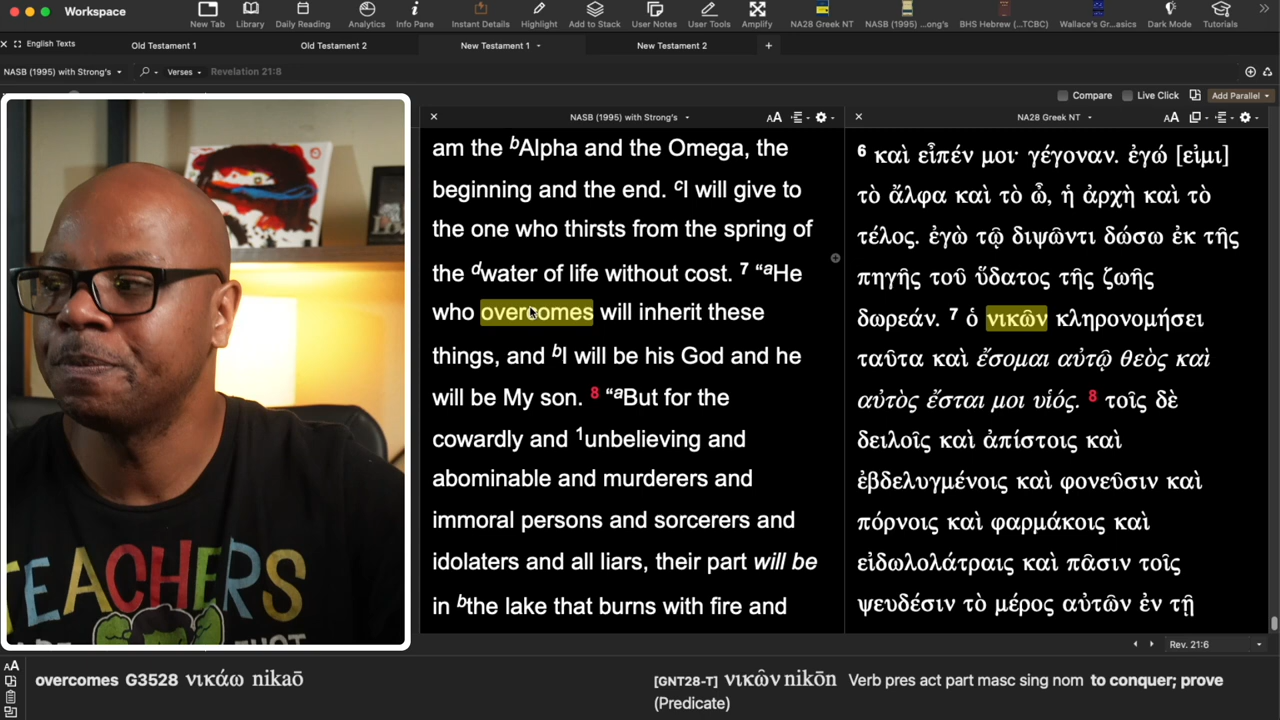 Workspace
New Tab
Library
Daily Reading
Analytics
Info Pane
Instant Details
Highlight
Add to Stack
User Notes
User Tools
Amplify
NA28 Greek NT
NASB (1995) ...ong's
BHS Hebrew (...TCBC)
Wallace's Gr...asics
Dark Mode
Tutorials
English Texts
Old Testament 1
Old Testament 2
New Testament 1
New Testament 2
NASB (1995) with Strong's
Verses
Revelation 21:8
Compare
Live Click
Add Parallel
NASB (1995) with Strong's
am the bAlpha and the Omega, the
beginning and the end. cI will give to
the one who thirsts from the spring of
the dwater of life without cost. 7 “aHe
who overcomes will inherit these
things, and bI will be his God and he
will be My son. 8 “aBut for the
cowardly and 1unbelieving and
abominable and murderers and
immoral persons and sorcerers and
idolaters and all liars, their part will be
in bthe lake that burns with fire and
NA28 Greek NT
6 καὶ εἶπέν μοι· γέγοναν. ἐγώ [εἰμι]
τὸ ἄλφα καὶ τὸ ὦ, ἡ ἀρχὴ καὶ τὸ
τέλος. ἐγὼ τῷ διψῶντι δώσω ἐκ τῆς
πηγῆς τοῦ ὕδατος τῆς ζωῆς
δωρεάν. 7 ὁ νικῶν κληρονομήσει
ταῦτα καὶ ἔσομαι αὐτῷ θεὸς καὶ
αὐτὸς ἔσται μοι υἱός. 8 τοῖς δὲ
δειλοῖς καὶ ἀπίστοις καὶ
ἐβδελυγμένοις καὶ φονεῦσιν καὶ
πόρνοις καὶ φαρμάκοις καὶ
εἰδωλολάτραις καὶ πᾶσιν τοῖς
ψευδέσιν τὸ μέρος αὐτῶν ἐν τῇ
Rev. 21:6
TEACHERS
overcomes G3528 νικάω nikaō
[GNT28-T] νικῶν nikōn Verb pres act part masc sing nom to conquer; prove
(Predicate)